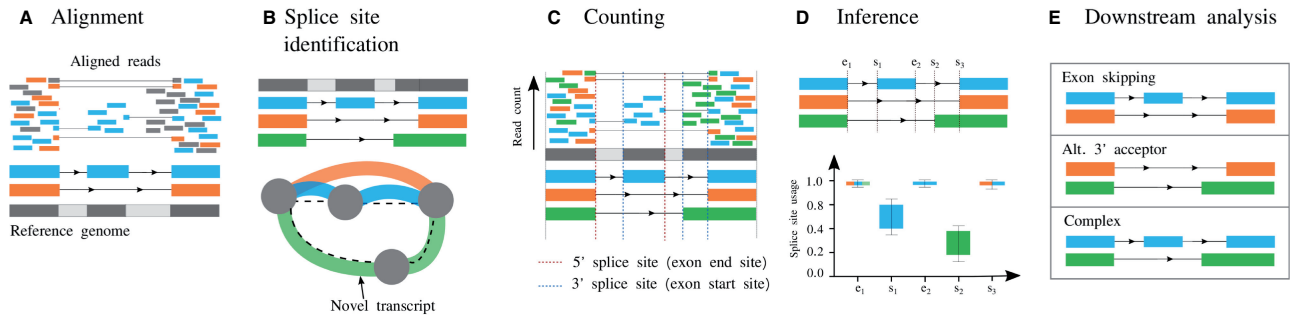 A Alignment
Aligned reads
Reference genome
B Splice site
identification
Novel transcript
C Counting
Read count
5' splice site (exon end site)
3' splice site (exon start site)
D Inference
e1 s1 e2 s2 s3
Splice site usage
1.0
0.8
0.4
0.2
0.0
e1 s1 e2 s2 s3
E Downstream analysis
Exon skipping
Alt. 3' acceptor
Complex